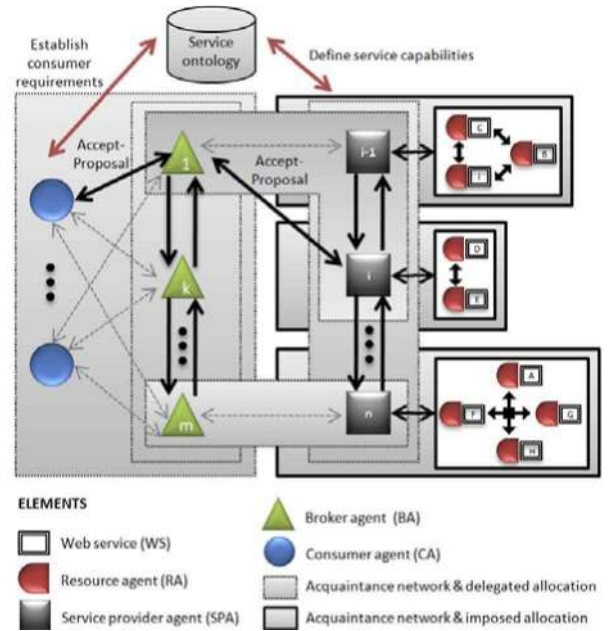 Establish
consumer
requirements
Service
ontology
Define service capabilities
Accept-
Proposal
Accept-
Proposal
1
i-1
C
B
I
k
i
D
E
m
n
A
F
G
H
ELEMENTS
Web service (WS)
Resource agent (RA)
Service provider agent (SPA)
Broker agent (BA)
Consumer agent (CA)
Acquaintance network & delegated allocation
Acquaintance network & imposed allocation